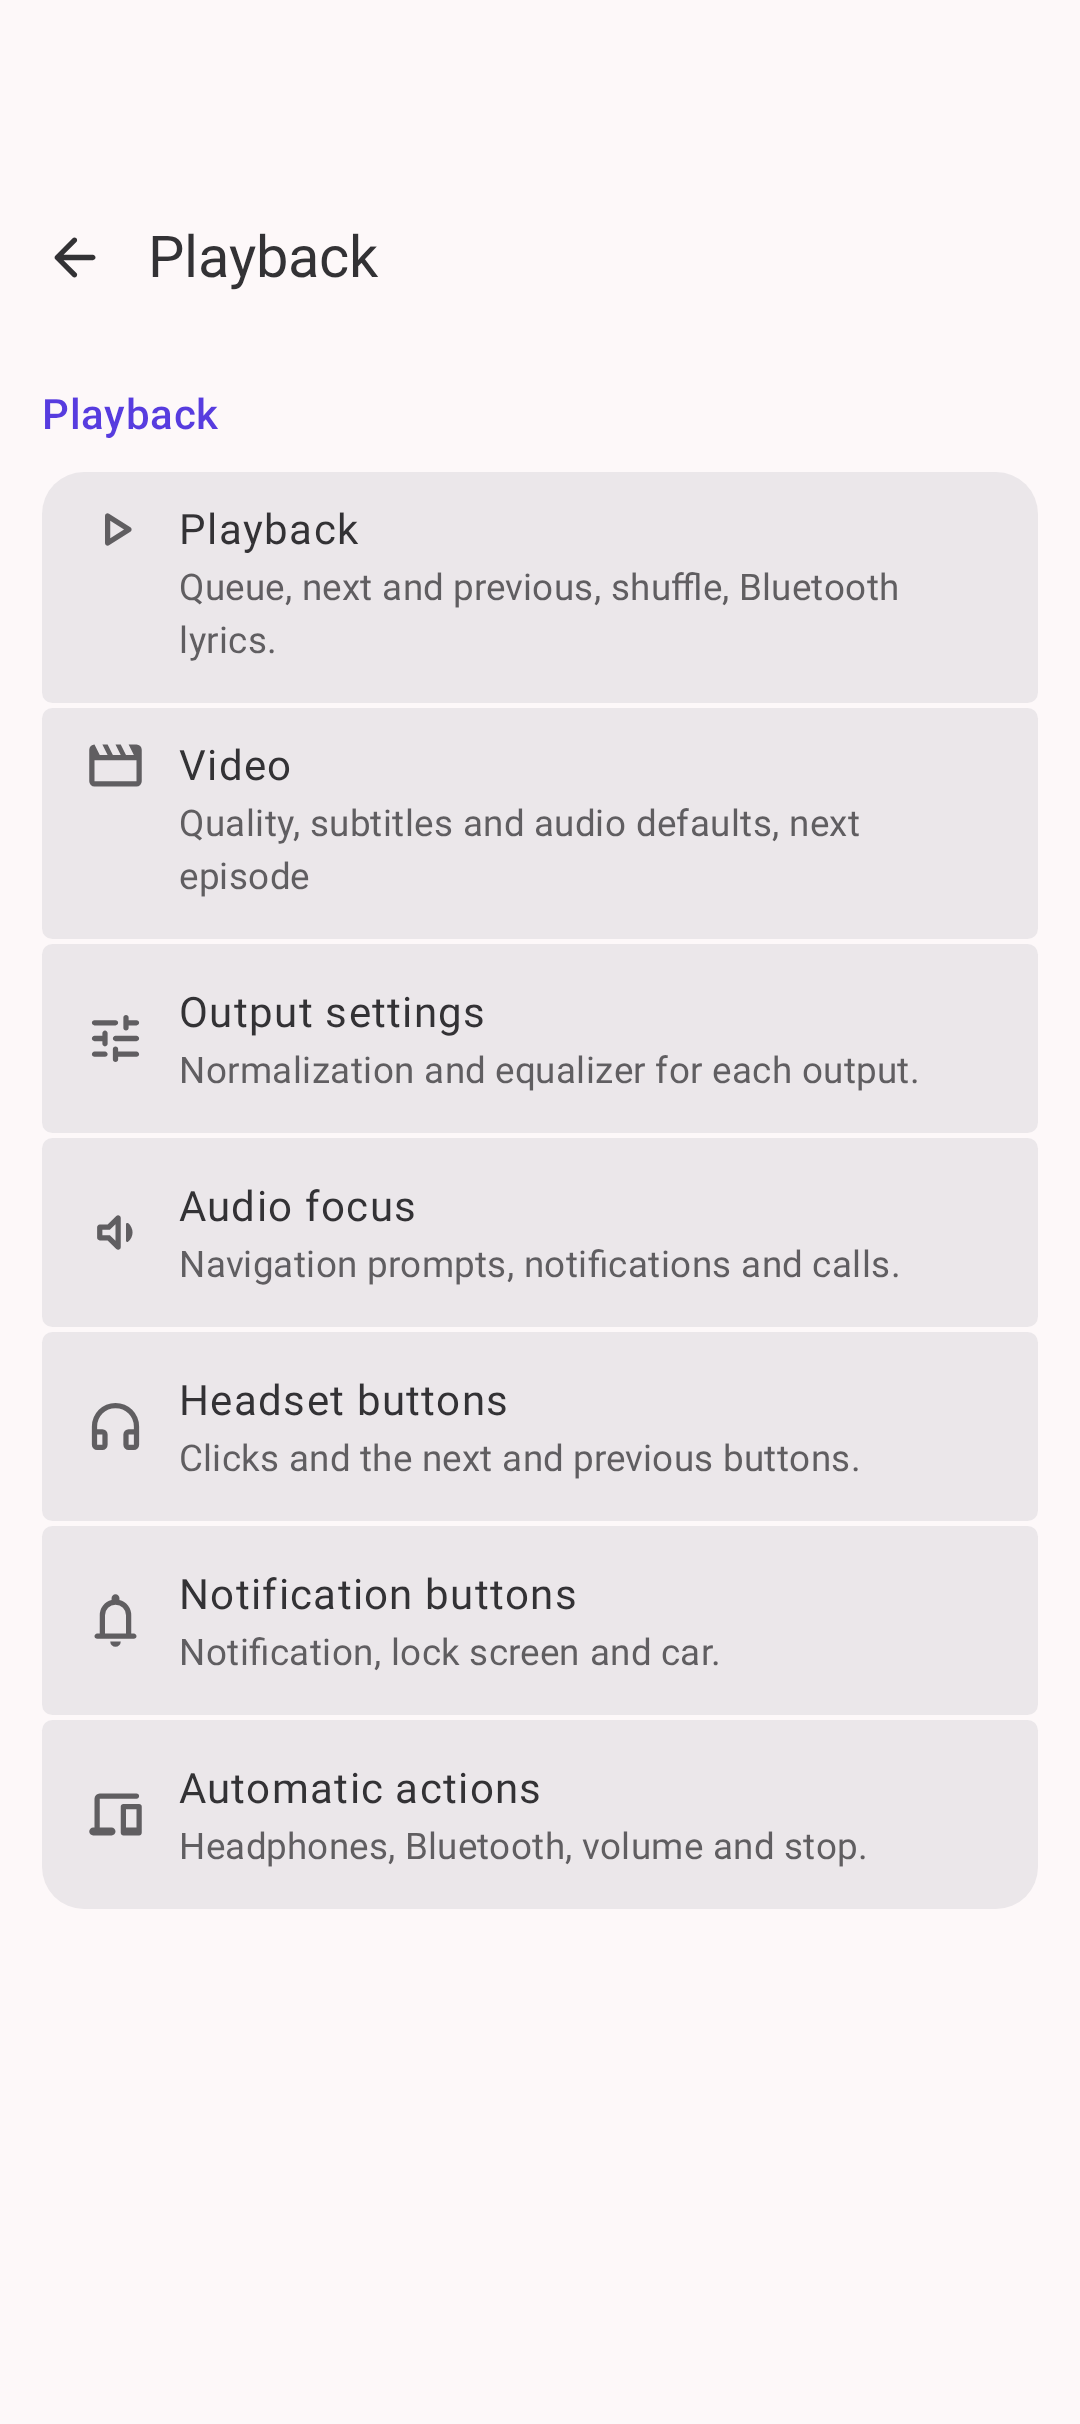 Playback
Playback
Playback
Queue, next and previous, shuffle, Bluetooth
lyrics.
Video
Quality, subtitles and audio defaults, next
episode
Output settings
Normalization and equalizer for each output.
Audio focus
Navigation prompts, notifications and calls.
Headset buttons
Clicks and the next and previous buttons.
Notification buttons
Notification, lock screen and car.
Automatic actions
Headphones, Bluetooth, volume and stop.